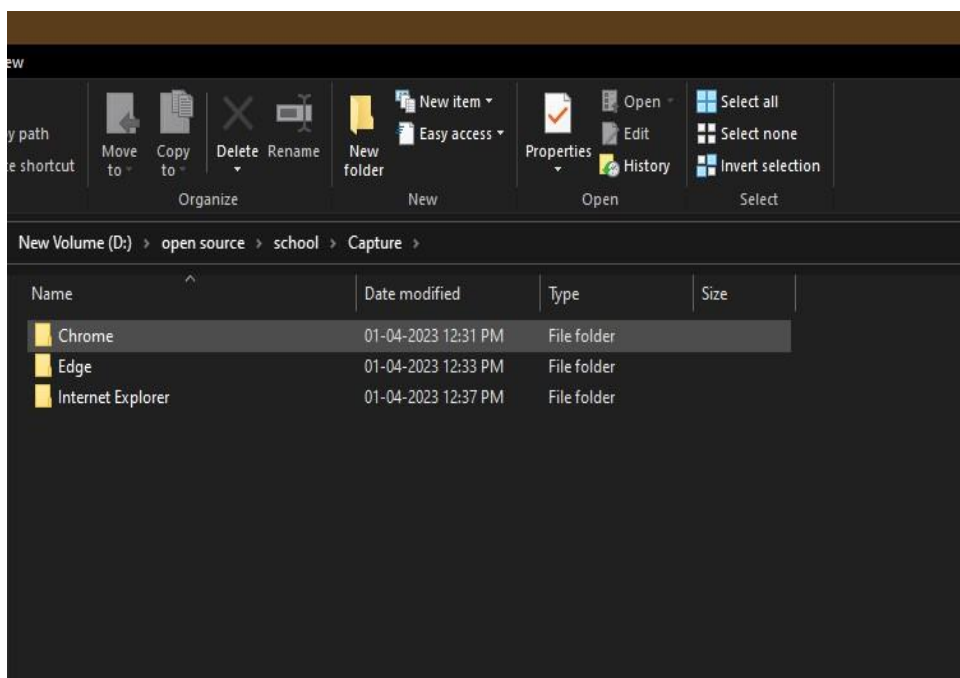 ew
y path
e shortcut
Move to
Copy to
Delete
Rename
Organize
New folder
New item
Easy access
New
Properties
Open
Edit
History
Open
Select all
Select none
Invert selection
Select
New Volume (D:) > open source > school > Capture >
Name Date modified Type Size
Chrome 01-04-2023 12:31 PM File folder
Edge 01-04-2023 12:33 PM File folder
Internet Explorer 01-04-2023 12:37 PM File folder